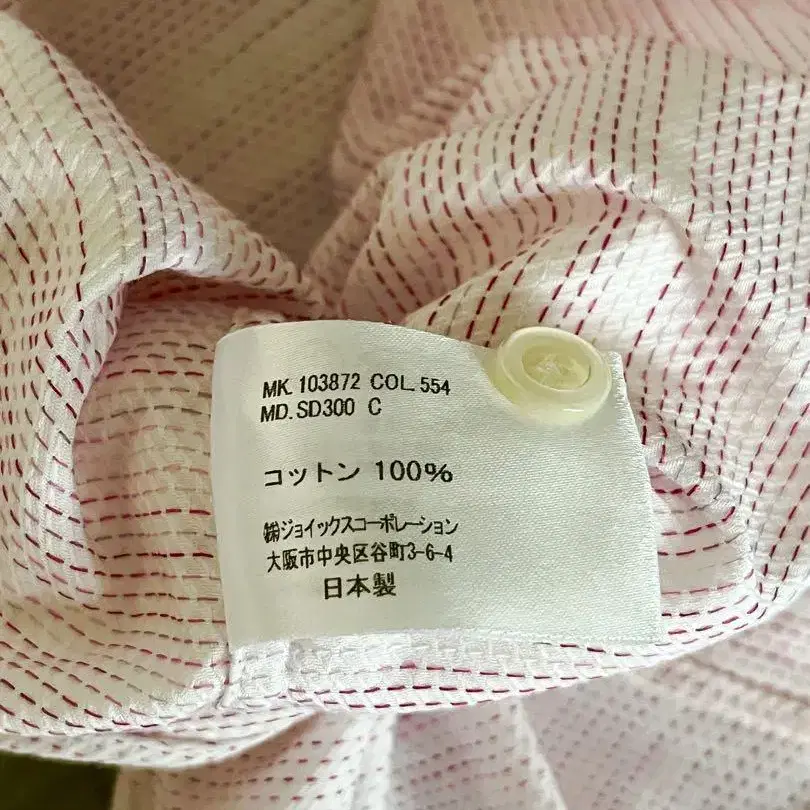 MK. 103872 COL. 554
MD. SD300 C
コットン 100%
㈱ジョイックスコーポレーション
大阪市中央区谷町3-6-4
日本製